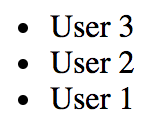 • User 3
• User 2
• User 1